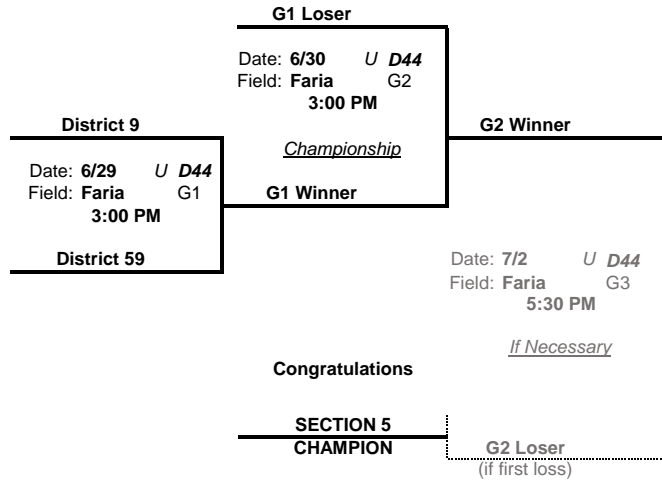 G1 Loser
Date: 6/30 U D44
Field: Faria G2
3:00 PM
District 9
G2 Winner
Championship
Date: 6/29 U D44
Field: Faria G1
3:00 PM
G1 Winner
District 59
Date: 7/2 U D44
Field: Faria G3
5:30 PM
If Necessary
Congratulations
SECTION 5
CHAMPION
G2 Loser
(if first loss)